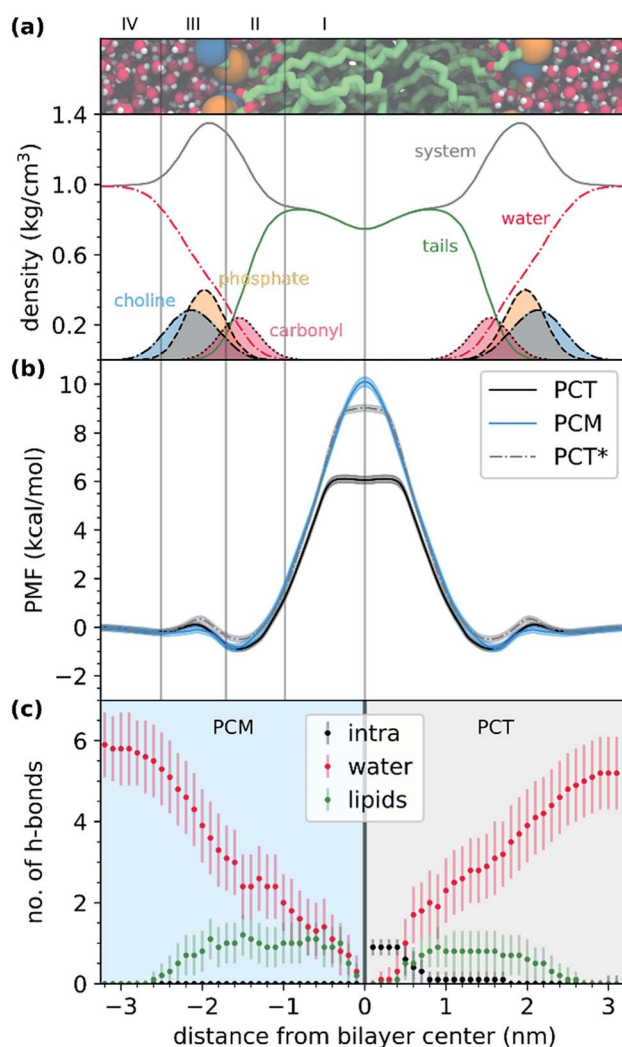 (a)
IV III II I
1.4
1.0
0.6
0.2
density (kg/cm³)
system
water
phosphate
tails
choline
carbonyl
(b)
10
8
6
4
2
0
−2
PMF (kcal/mol)
PCT
PCM
PCT*
(c)
PCM
PCT
intra
water
lipids
6
4
2
0
no. of h-bonds
−3 −2 −1 0 1 2 3
distance from bilayer center (nm)